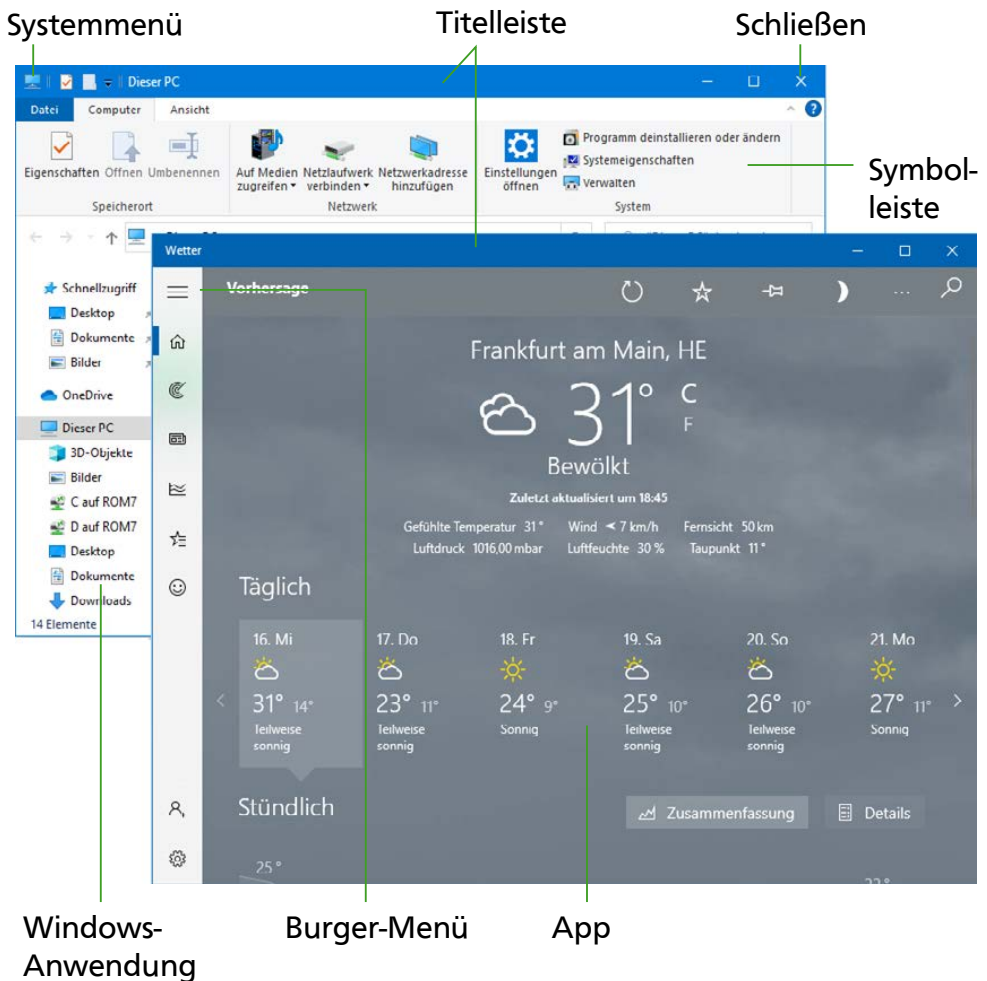 Systemmenü
Titelleiste
Schließen
Dieser PC
Datei Computer Ansicht
Eigenschaften Öffnen Umbenennen
Auf Medien zugreifen
Netzlaufwerk verbinden
Netzwerkadresse hinzufügen
Einstellungen öffnen
Programm deinstallieren oder ändern
Systemeigenschaften
Verwalten
Speicherort
Netzwerk
System
Symbol-
leiste
Schnellzugriff
Desktop
Dokumente
Bilder
OneDrive
Dieser PC
3D-Objekte
Bilder
C auf ROM7
D auf ROM7
Desktop
Dokumente
Downloads
14 Elemente
Wetter
Vorhersage
Frankfurt am Main, HE
31° C
F
Bewölkt
Zuletzt aktualisiert um 18:45
Gefühlte Temperatur 31° Wind < 7 km/h Fernsicht 50 km
Luftdruck 1016,00 mbar Luftfeuchte 30 % Taupunkt 11°
Täglich
16. Mi
31° 14°
Teilweise
sonnig
17. Do
23° 11°
Teilweise
sonnig
18. Fr
24° 9°
Sonnig
19. Sa
25° 10°
Teilweise
sonnig
20. So
26° 10°
Teilweise
sonnig
21. Mo
27° 11°
Sonnig
Stündlich
Zusammenfassung
Details
25°
Windows-
Anwendung
Burger-Menü
App